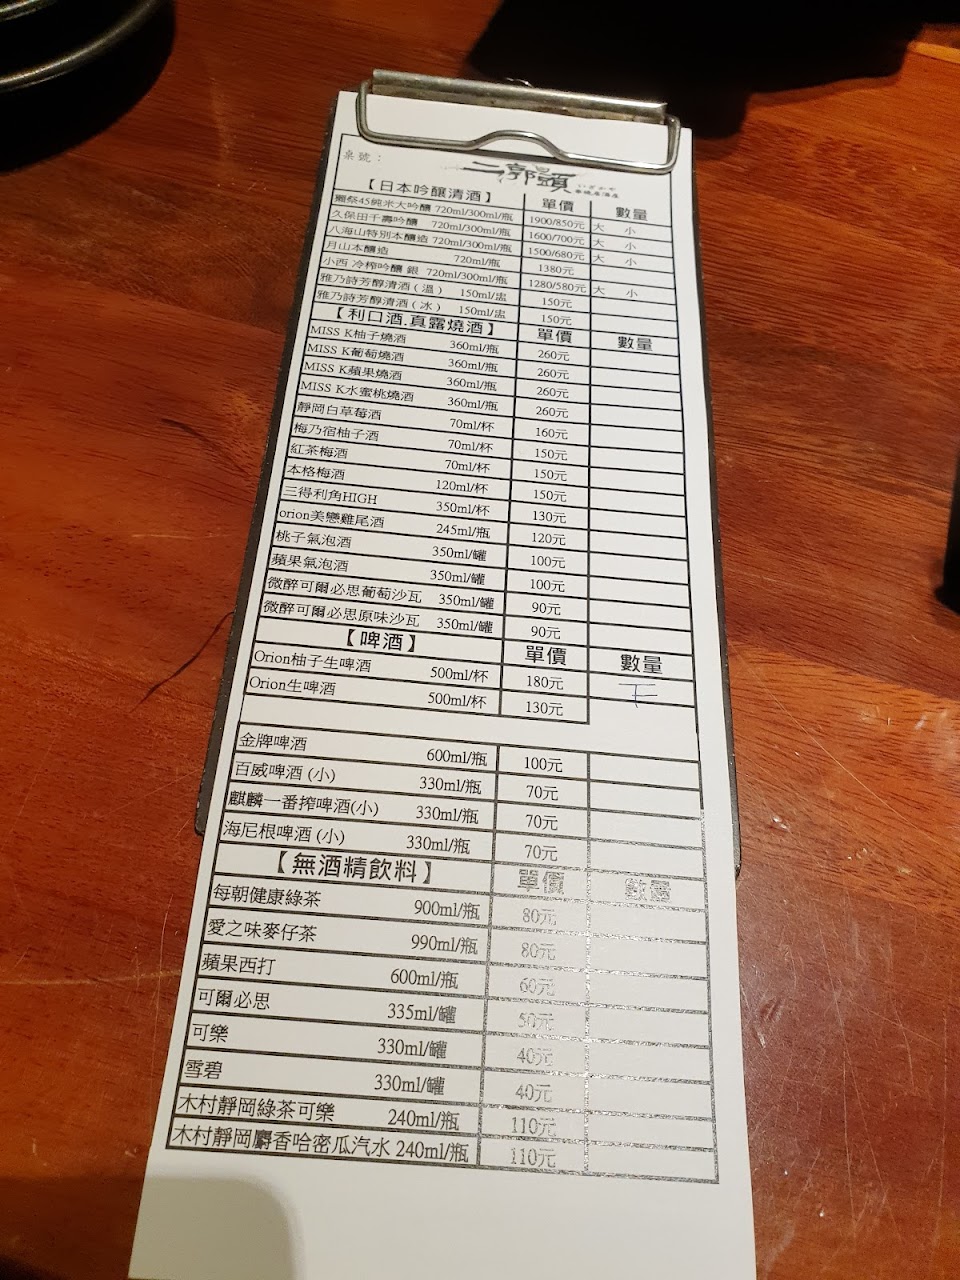 桌號：
二郭頭
串燒居酒屋
【日本吟釀清酒】 單價 數量
獺祭45純米大吟釀 720ml/300ml/瓶 1900/850元 大 小
久保田千壽吟釀 720ml/300ml/瓶 1600/700元 大 小
八海山特別本釀造 720ml/300ml/瓶 1500/680元 大 小
月山本釀造 720ml/瓶 1380元
小西 冷榨吟釀 銀 720ml/300ml/瓶 1280/580元 大 小
雅乃詩芳醇清酒 ( 溫 ) 150ml/盅 150元
雅乃詩芳醇清酒 ( 冰 ) 150ml/盅 150元
【利口酒.真露燒酒】 單價 數量
MISS K柚子燒酒 360ml/瓶 260元
MISS K葡萄燒酒 360ml/瓶 260元
MISS K蘋果燒酒 360ml/瓶 260元
MISS K水蜜桃燒酒 360ml/瓶 260元
靜岡白草莓酒 70ml/杯 160元
梅乃宿柚子酒 70ml/杯 150元
紅茶梅酒 70ml/杯 150元
本格梅酒 120ml/杯 150元
三得利角HIGH 350ml/杯 130元
orion美戀雞尾酒 245ml/瓶 120元
桃子氣泡酒 350ml/罐 100元
蘋果氣泡酒 350ml/罐 100元
微醉可爾必思葡萄沙瓦 350ml/罐 90元
微醉可爾必思原味沙瓦 350ml/罐 90元
【啤酒】 單價 數量
Orion柚子生啤酒 500ml/杯 180元
Orion生啤酒 500ml/杯 130元
金牌啤酒 600ml/瓶 100元
百威啤酒 (小) 330ml/瓶 70元
麒麟一番搾啤酒(小) 330ml/瓶 70元
海尼根啤酒 (小) 330ml/瓶 70元
【無酒精飲料】 單價 數量
每朝健康綠茶 900ml/瓶 80元
愛之味麥仔茶 990ml/瓶 80元
蘋果西打 600ml/瓶 60元
可爾必思 335ml/罐 50元
可樂 330ml/罐 40元
雪碧 330ml/罐 40元
木村靜岡綠茶可樂 240ml/瓶 110元
木村靜岡麝香哈密瓜汽水 240ml/瓶 110元